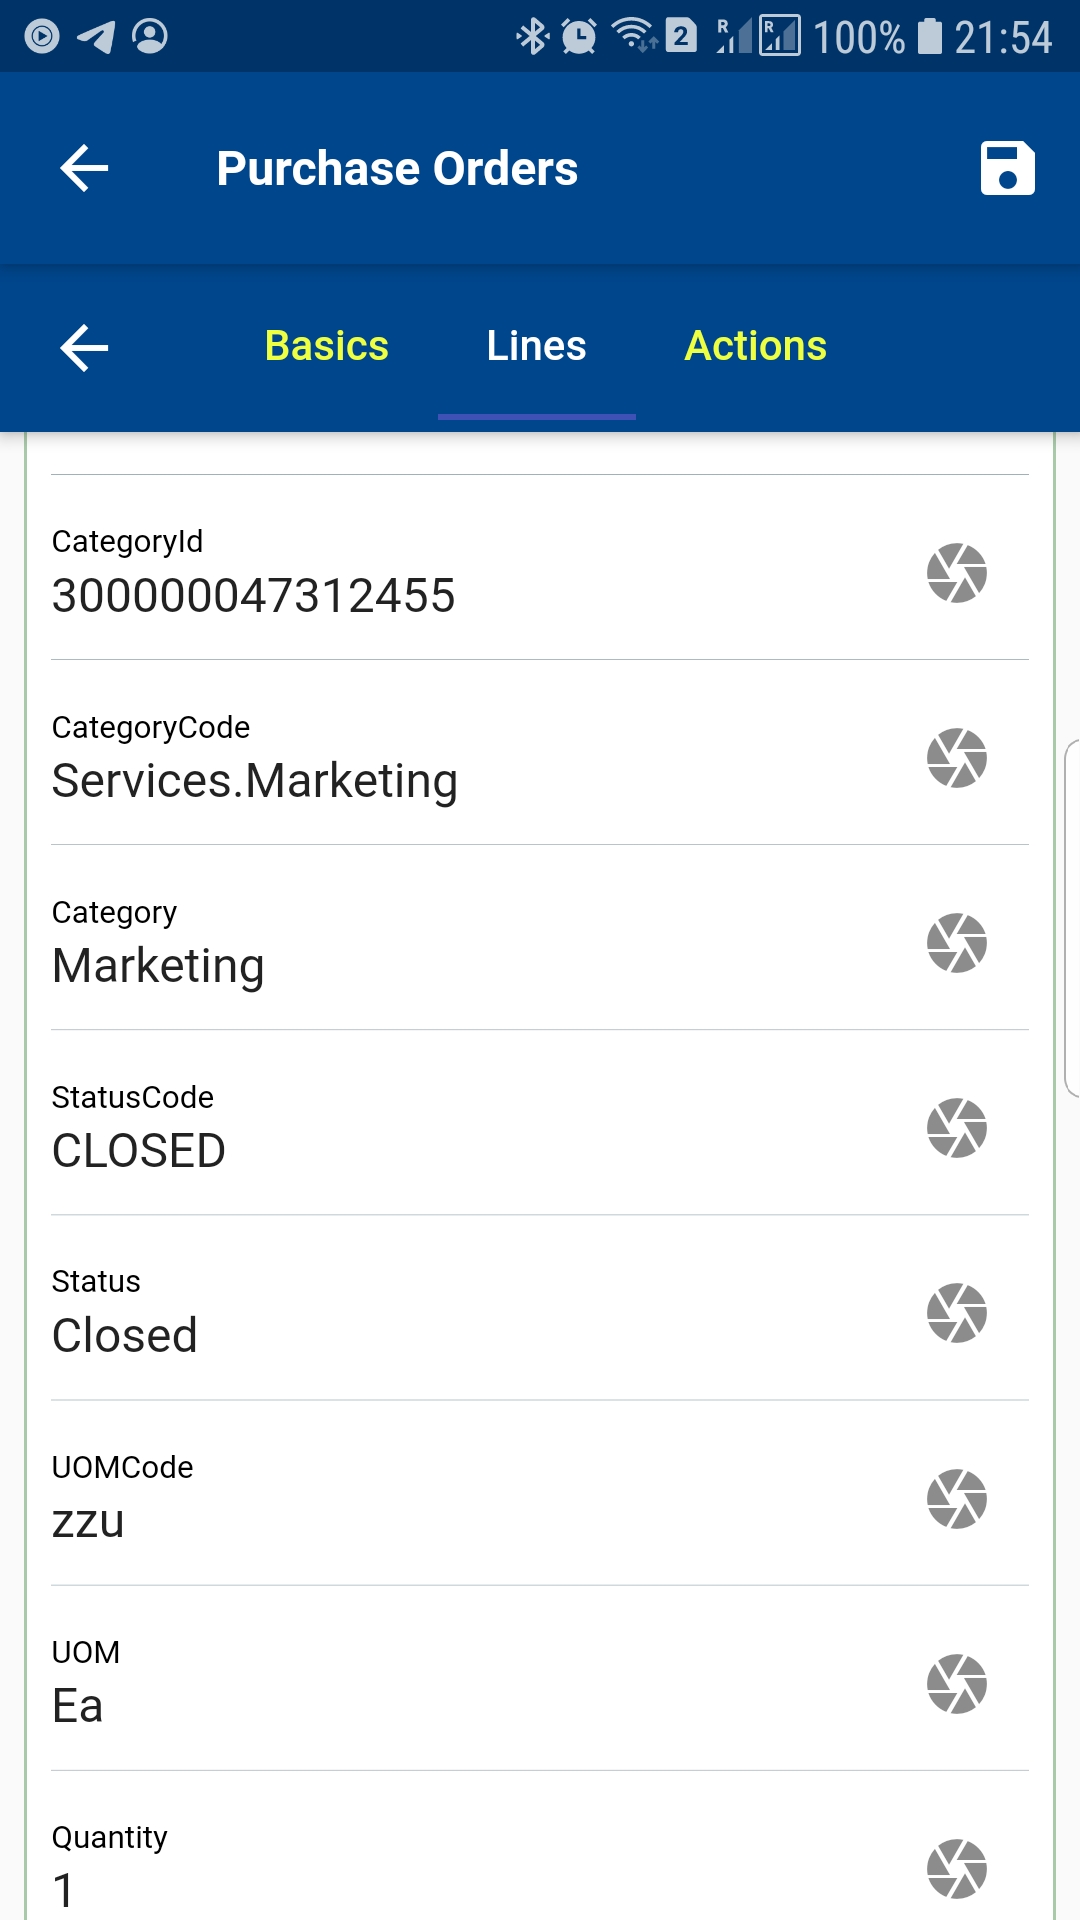 2 R R 100% 21:54
Purchase Orders
Basics Lines Actions
CategoryId
300000047312455
CategoryCode
Services.Marketing
Category
Marketing
StatusCode
CLOSED
Status
Closed
UOMCode
zzu
UOM
Ea
Quantity
1